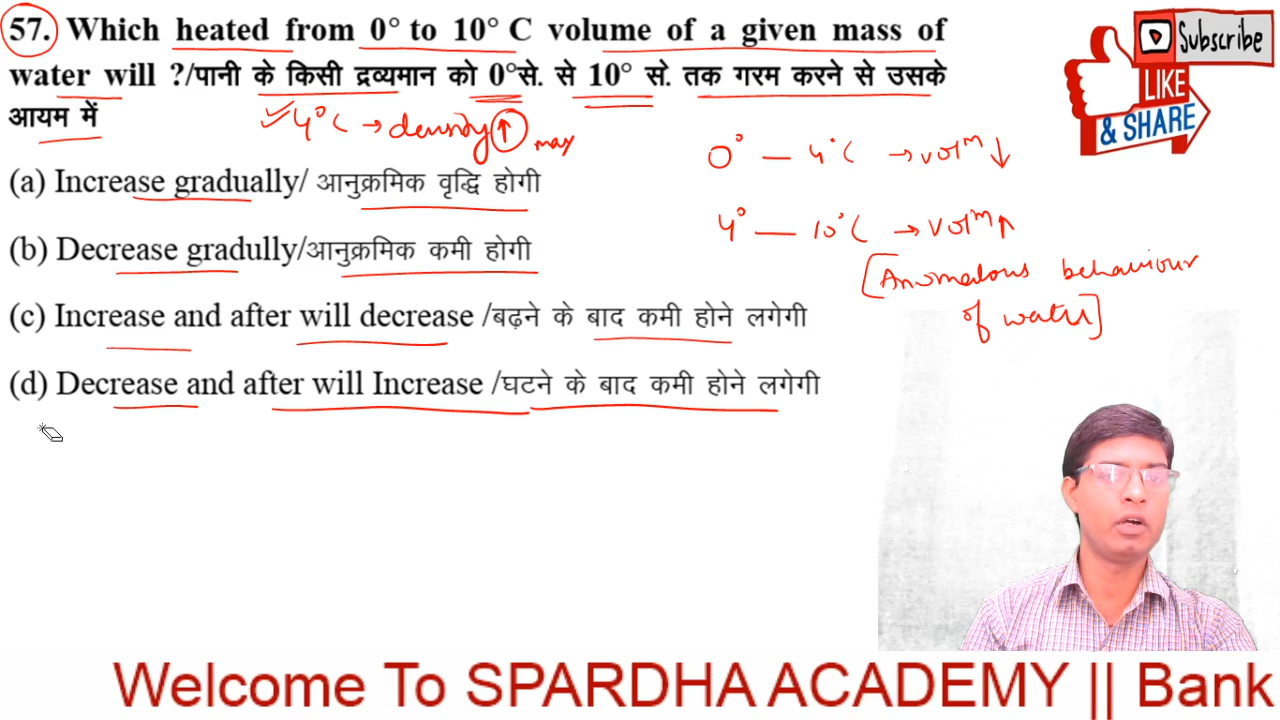 57. Which heated from 0° to 10° C volume of a given mass of
water will ?/पानी के किसी द्रव्यमान को 0°से. से 10° से. तक गरम करने से उसके
आयम में
4°C → density ↑ max
(a) Increase gradually/ आनुक्रमिक वृद्धि होगी
(b) Decrease gradully/आनुक्रमिक कमी होगी
(c) Increase and after will decrease /बढ़ने के बाद कमी होने लगेगी
(d) Decrease and after will Increase /घटने के बाद कमी होने लगेगी
0° — 4°C → volm ↓
4° — 10°C → volm ↑
[Anomalous behaviour
of water]
Subscribe
LIKE
& SHARE
Welcome To SPARDHA ACADEMY || Bank